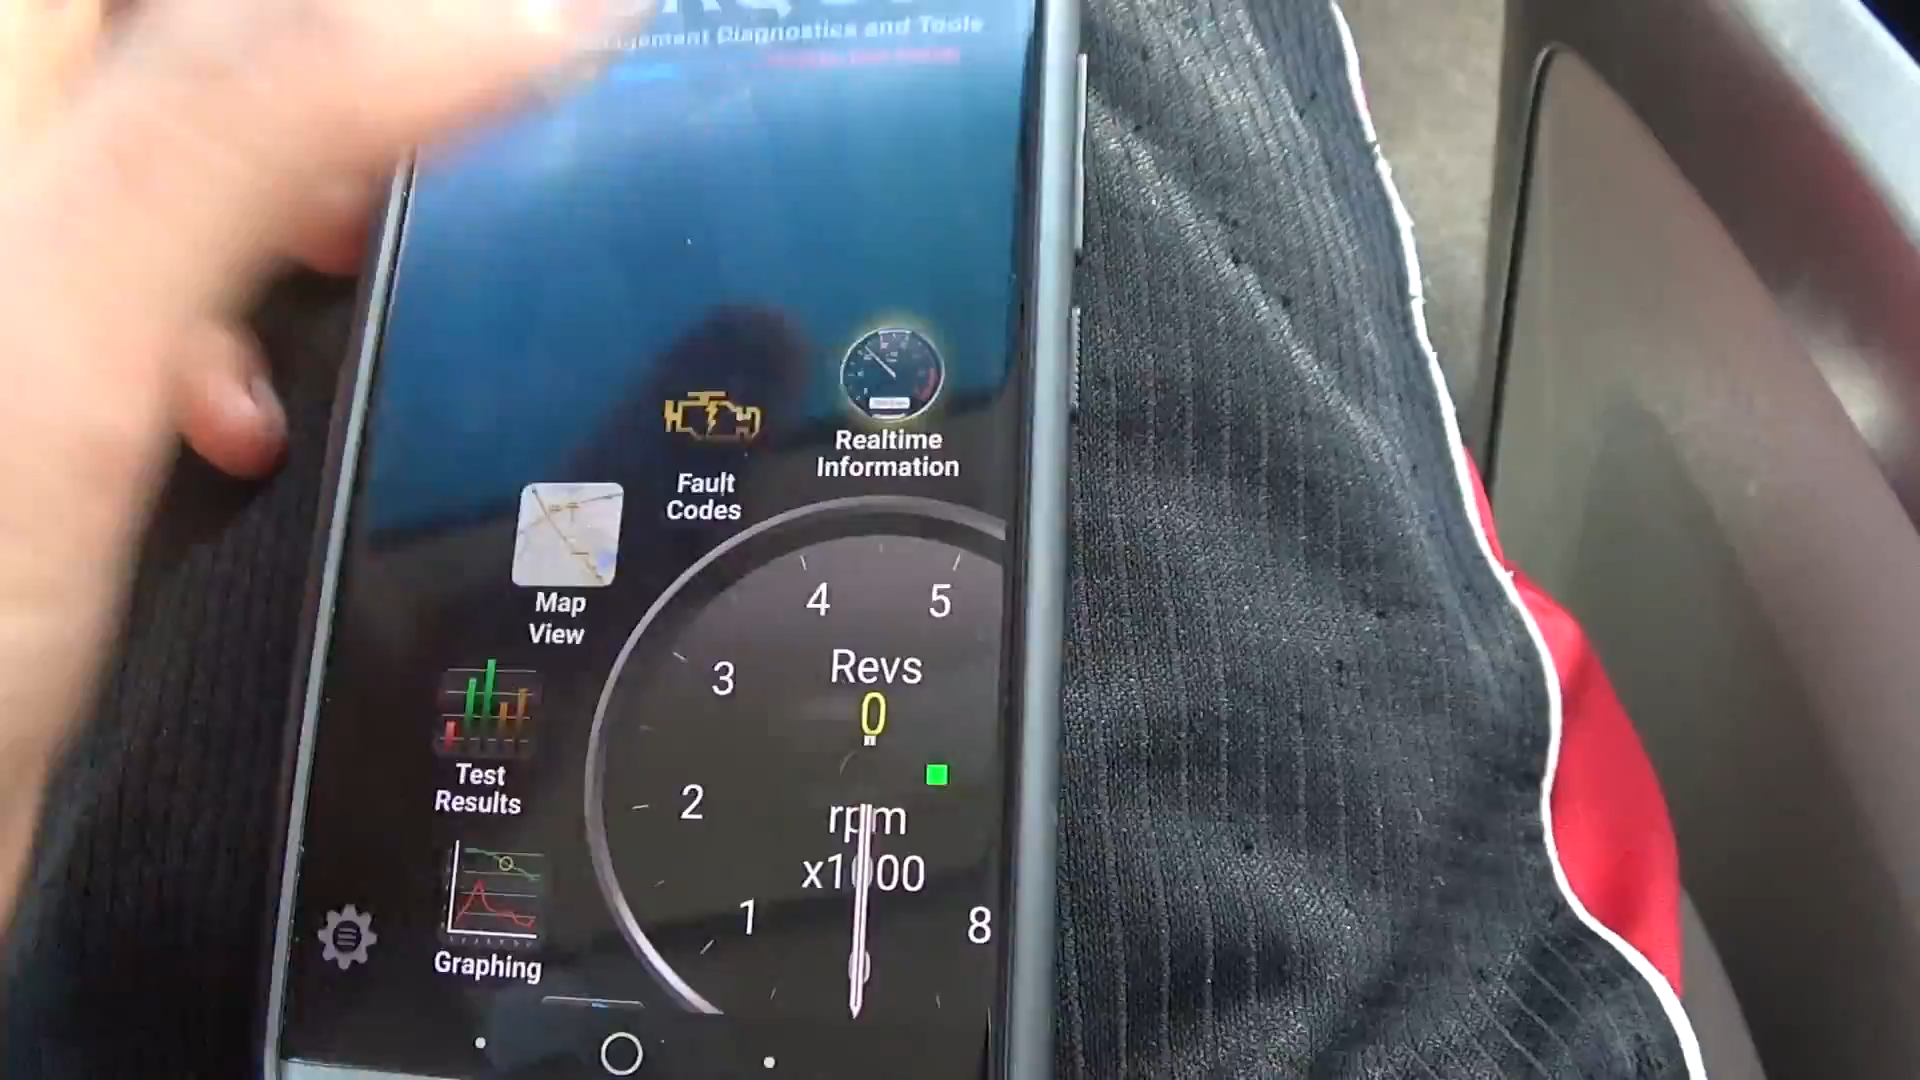 Diagnostics and Tools
Realtime
Information
Fault
Codes
Map
View
4
5
Revs
3
0
Test
Results
2
rpm
x1000
1
8
0
Graphing